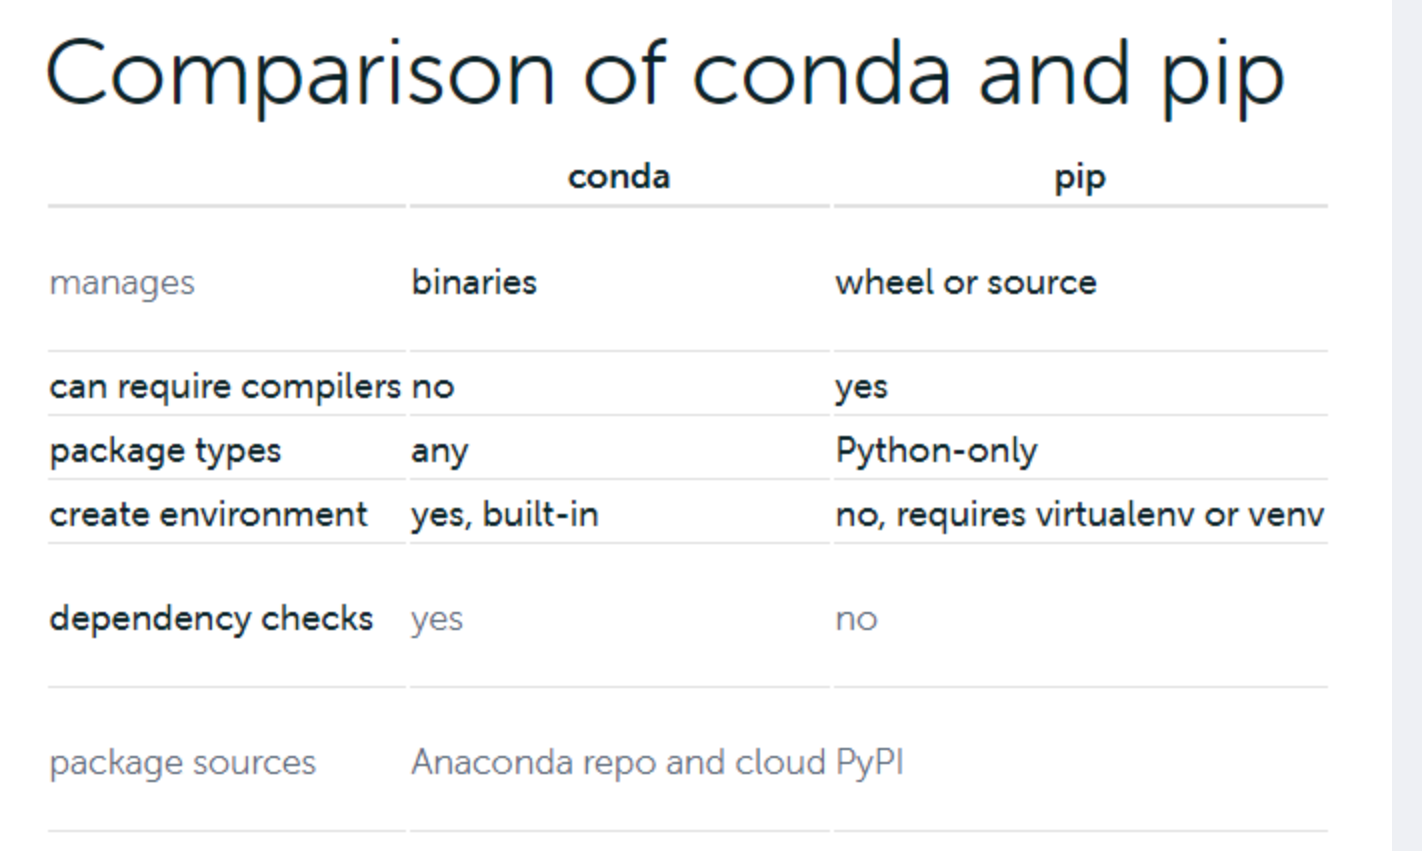 Comparison of conda and pip
conda pip
manages binaries wheel or source
can require compilers no yes
package types any Python-only
create environment yes, built-in no, requires virtualenv or venv
dependency checks yes no
package sources Anaconda repo and cloud PyPI